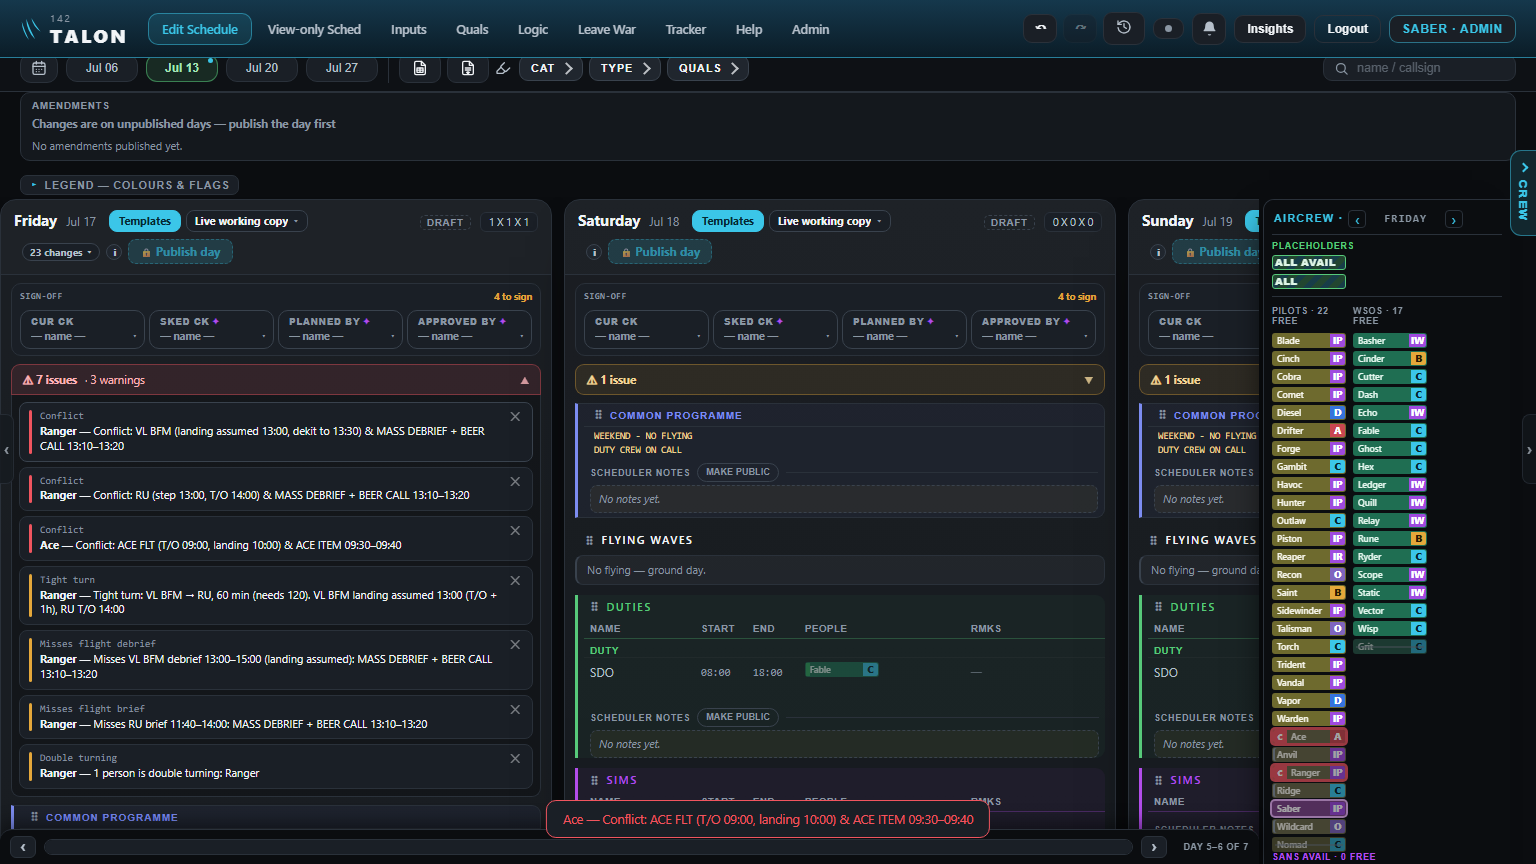 142
TALON
Edit Schedule
View-only Sched
Inputs
Quals
Logic
Leave War
Tracker
Help
Admin
Insights
Logout
SABER · ADMIN
Jul 06
Jul 13
Jul 20
Jul 27
CAT
TYPE
QUALS
name / callsign
AMENDMENTS
Changes are on unpublished days — publish the day first
No amendments published yet.
LEGEND — COLOURS & FLAGS
CREW
Friday Jul 17
Templates
Live working copy
DRAFT
1X1X1
23 changes
i
Publish day
SIGN-OFF
4 to sign
CUR CK
— name —
SKED CK
— name —
PLANNED BY
— name —
APPROVED BY
— name —
7 issues · 3 warnings
Conflict
Ranger — Conflict: VL BFM (landing assumed 13:00, dekit to 13:30) & MASS DEBRIEF + BEER
CALL 13:10–13:20
Conflict
Ranger — Conflict: RU (step 13:00, T/O 14:00) & MASS DEBRIEF + BEER CALL 13:10–13:20
Conflict
Ace — Conflict: ACE FLT (T/O 09:00, landing 10:00) & ACE ITEM 09:30–09:40
Tight turn
Ranger — Tight turn: VL BFM → RU, 60 min (needs 120). VL BFM landing assumed 13:00 (T/O +
1h), RU T/O 14:00
Misses flight debrief
Ranger — Misses VL BFM debrief 13:00–15:00 (landing assumed): MASS DEBRIEF + BEER CALL
13:10–13:20
Misses flight brief
Ranger — Misses RU brief 11:40–14:00: MASS DEBRIEF + BEER CALL 13:10–13:20
Double turning
Ranger — 1 person is double turning: Ranger
COMMON PROGRAMME
Saturday Jul 18
Templates
Live working copy
DRAFT
0X0X0
i
Publish day
SIGN-OFF
4 to sign
CUR CK
— name —
SKED CK
— name —
PLANNED BY
— name —
APPROVED BY
— name —
1 issue
COMMON PROGRAMME
WEEKEND - NO FLYING
DUTY CREW ON CALL
SCHEDULER NOTES
MAKE PUBLIC
No notes yet.
FLYING WAVES
No flying — ground day.
DUTIES
NAME START END PEOPLE RMKS
DUTY
SDO 08:00 18:00 Fable C —
SCHEDULER NOTES
MAKE PUBLIC
No notes yet.
SIMS
NAME START END PEOPLE RMKS
Sunday Jul 19
i
Publish day
SIGN-OFF
CUR CK
— name —
1 issue
COMMON PROG
WEEKEND - NO FLYING
DUTY CREW ON CALL
SCHEDULER NOTES
No notes yet.
FLYING WAVES
No flying — ground da
DUTIES
NAME
DUTY
SDO
SCHEDULER NOTES
No notes yet.
SIMS
NAME
SCHEDULER NOTES
AIRCREW ·
FRIDAY
PLACEHOLDERS
ALL AVAIL
ALL
PILOTS · 22
FREE
Blade IP
Cinch IP
Cobra IP
Comet IP
Diesel D
Drifter A
Forge IP
Gambit C
Havoc IP
Hunter IP
Outlaw C
Piston IP
Reaper IR
Recon O
Saint B
Sidewinder IP
Talisman O
Torch C
Trident IP
Vandal IP
Vapor D
Warden IP
c Ace A
Anvil IP
c Ranger IP
Ridge C
Saber IP
Wildcard O
Nomad C
WSOS · 17
FREE
Basher IW
Cinder B
Cutter C
Dash C
Echo IW
Fable C
Ghost C
Hex C
Ledger IW
Quill IW
Relay IW
Rune B
Ryder C
Scope IW
Static IW
Vector C
Wisp C
Grit C
SANS AVAIL · 0 FREE
Ace — Conflict: ACE FLT (T/O 09:00, landing 10:00) & ACE ITEM 09:30–09:40
DAY 5–6 OF 7